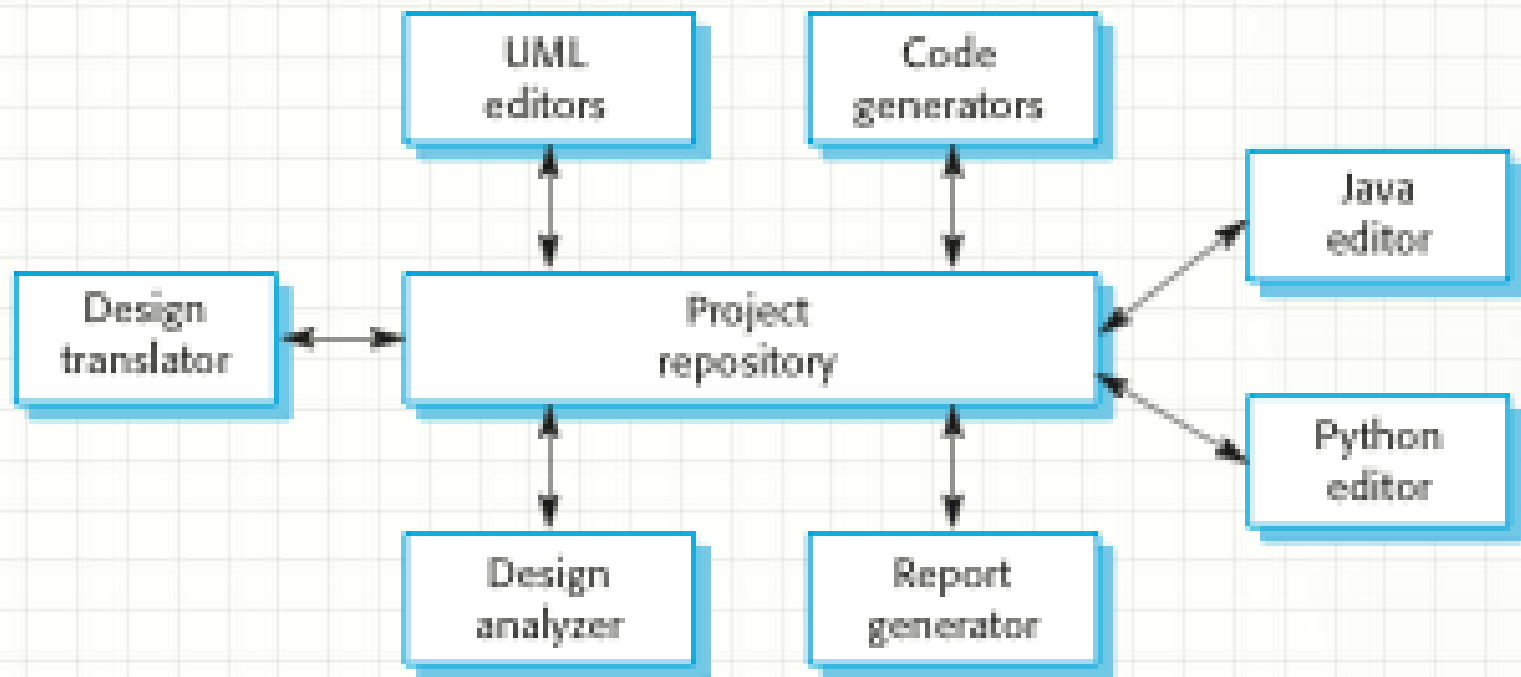 UML
editors
Code
generators
Java
editor
Design
translator
Project
repository
Python
editor
Design
analyzer
Report
generator